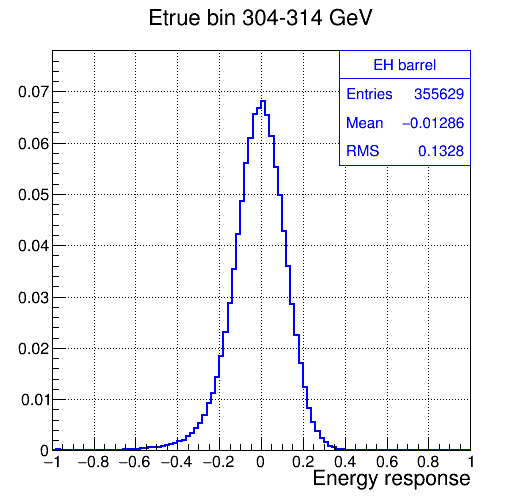 Etrue bin 304-314 GeV
EH barrel
Entries 355629
Mean −0.01286
RMS 0.1328
0.07
0.06
0.05
0.04
0.03
0.02
0.01
0
−1 −0.8 −0.6 −0.4 −0.2 0 0.2 0.4 0.6 0.8 1
Energy response